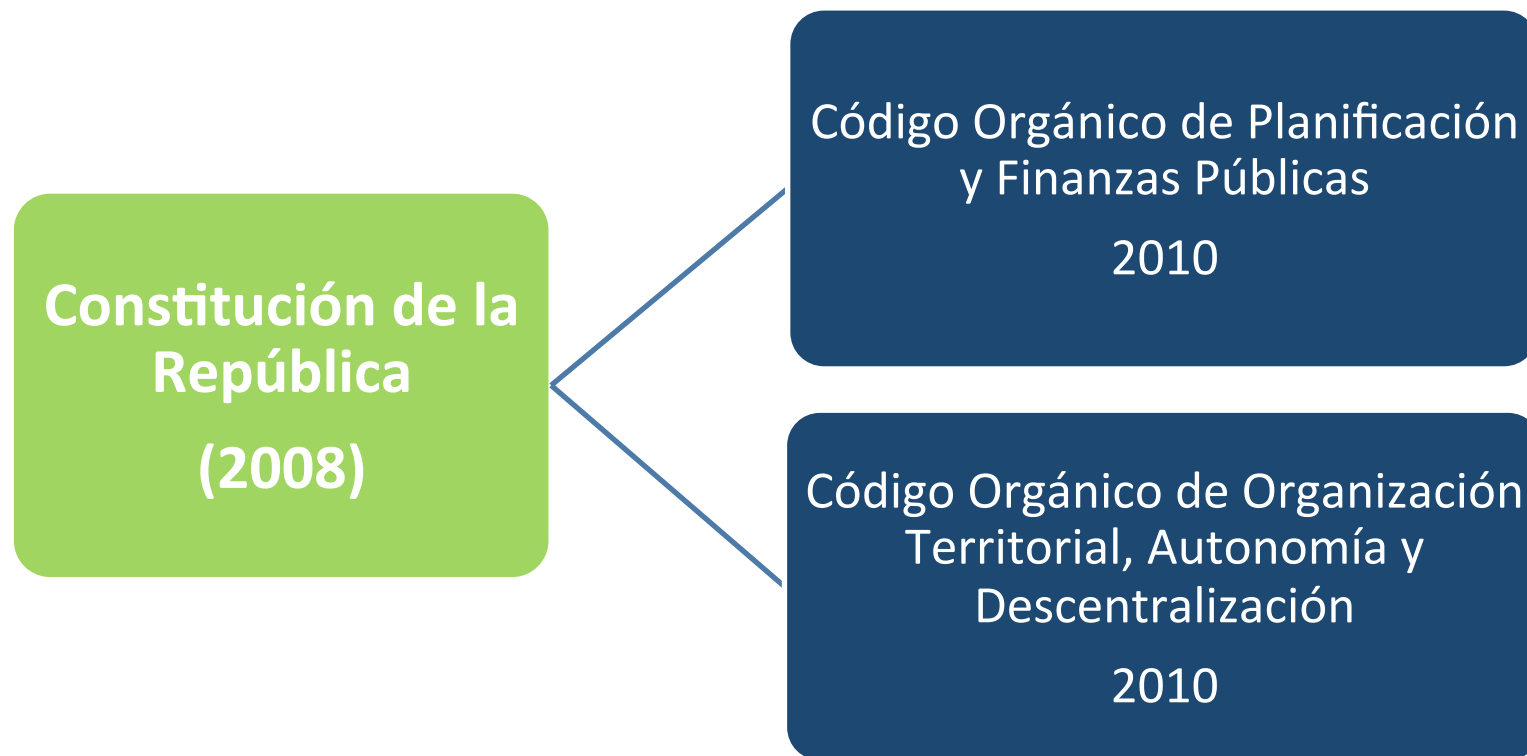 Constitución de la
República
(2008)
Código Orgánico de Planificación
y Finanzas Públicas
2010
Código Orgánico de Organización
Territorial, Autonomía y
Descentralización
2010